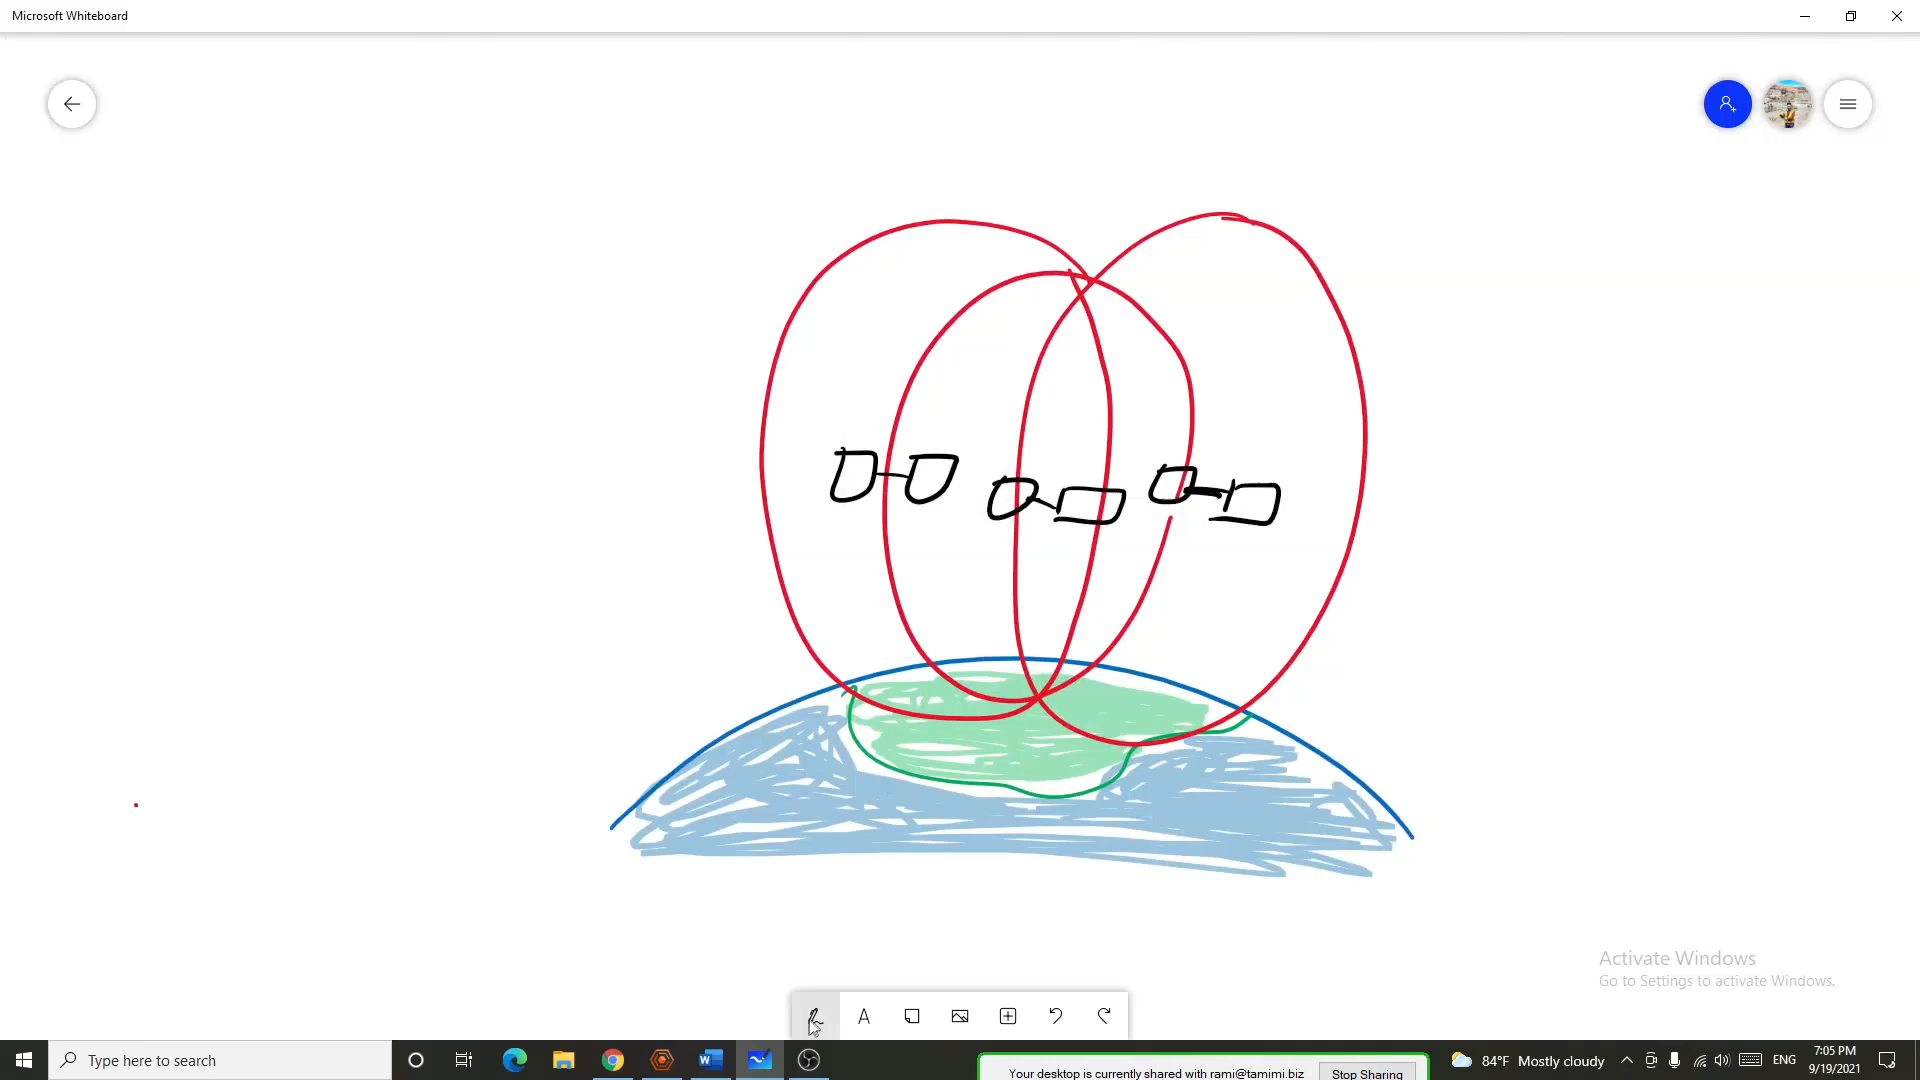 Microsoft Whiteboard
Activate Windows
Go to Settings to activate Windows.
Type here to search
Your desktop is currently shared with rami@tamimi.biz
Stop Sharing
84°F Mostly cloudy
ENG
7:05 PM
9/19/2021